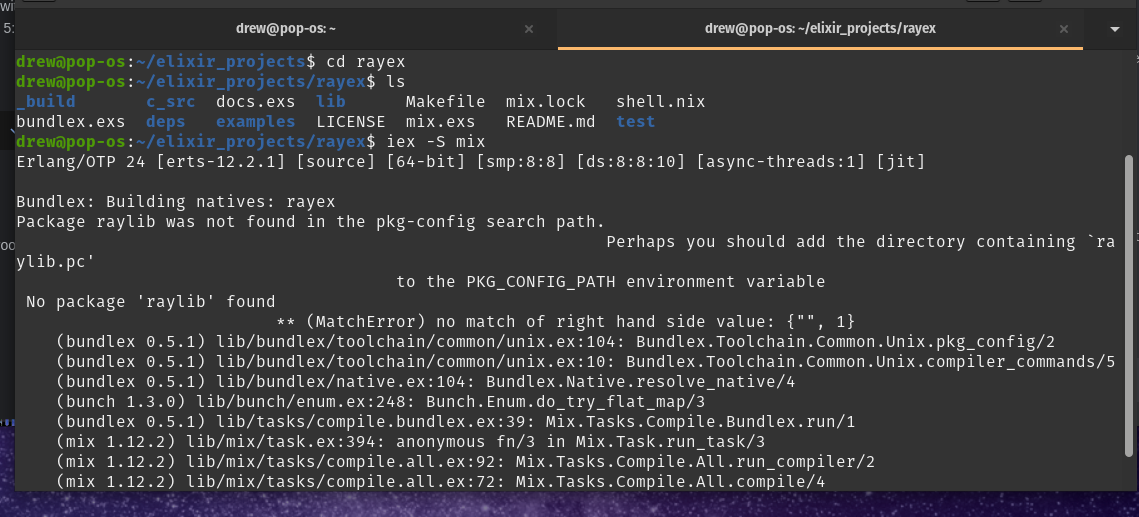 wi
5:
drew@pop-os: ~ × drew@pop-os: ~/elixir_projects/rayex ×
drew@pop-os:~/elixir_projects$ cd rayex
drew@pop-os:~/elixir_projects/rayex$ ls
_build c_src docs.exs lib Makefile mix.lock shell.nix
bundlex.exs deps examples LICENSE mix.exs README.md test
drew@pop-os:~/elixir_projects/rayex$ iex -S mix
Erlang/OTP 24 [erts-12.2.1] [source] [64-bit] [smp:8:8] [ds:8:8:10] [async-threads:1] [jit]
Bundlex: Building natives: rayex
Package raylib was not found in the pkg-config search path.
oo Perhaps you should add the directory containing `ra
ylib.pc'
to the PKG_CONFIG_PATH environment variable
No package 'raylib' found
** (MatchError) no match of right hand side value: {"", 1}
(bundlex 0.5.1) lib/bundlex/toolchain/common/unix.ex:104: Bundlex.Toolchain.Common.Unix.pkg_config/2
(bundlex 0.5.1) lib/bundlex/toolchain/common/unix.ex:10: Bundlex.Toolchain.Common.Unix.compiler_commands/5
(bundlex 0.5.1) lib/bundlex/native.ex:104: Bundlex.Native.resolve_native/4
(bunch 1.3.0) lib/bunch/enum.ex:248: Bunch.Enum.do_try_flat_map/3
(bundlex 0.5.1) lib/tasks/compile.bundlex.ex:39: Mix.Tasks.Compile.Bundlex.run/1
(mix 1.12.2) lib/mix/task.ex:394: anonymous fn/3 in Mix.Task.run_task/3
(mix 1.12.2) lib/mix/tasks/compile.all.ex:92: Mix.Tasks.Compile.All.run_compiler/2
(mix 1.12.2) lib/mix/tasks/compile.all.ex:72: Mix.Tasks.Compile.All.compile/4